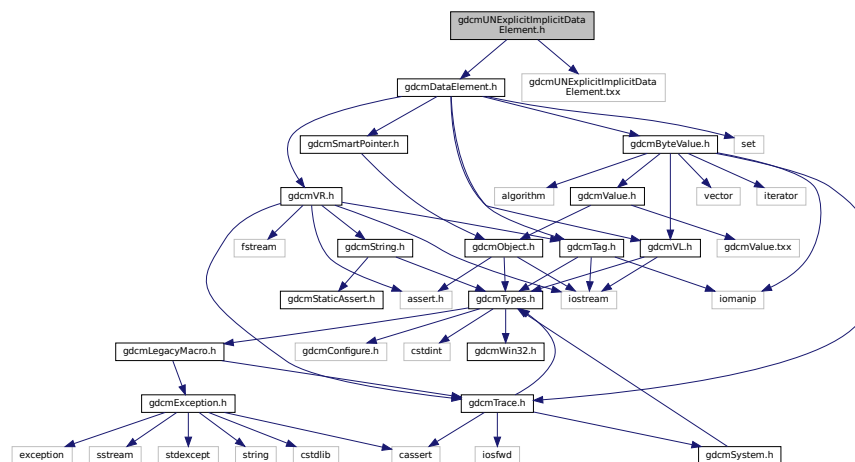 gdcmUNExplicitImplicitData
Element.h
gdcmDataElement.h
gdcmUNExplicitImplicitData
Element.txx
gdcmSmartPointer.h
gdcmByteValue.h
set
gdcmVR.h
algorithm
gdcmValue.h
vector
iterator
fstream
gdcmString.h
gdcmObject.h
gdcmTag.h
gdcmVL.h
gdcmValue.txx
gdcmStaticAssert.h
assert.h
gdcmTypes.h
iostream
iomanip
gdcmLegacyMacro.h
gdcmConfigure.h
cstdint
gdcmWin32.h
gdcmException.h
gdcmTrace.h
exception
sstream
stdexcept
string
cstdlib
cassert
iosfwd
gdcmSystem.h